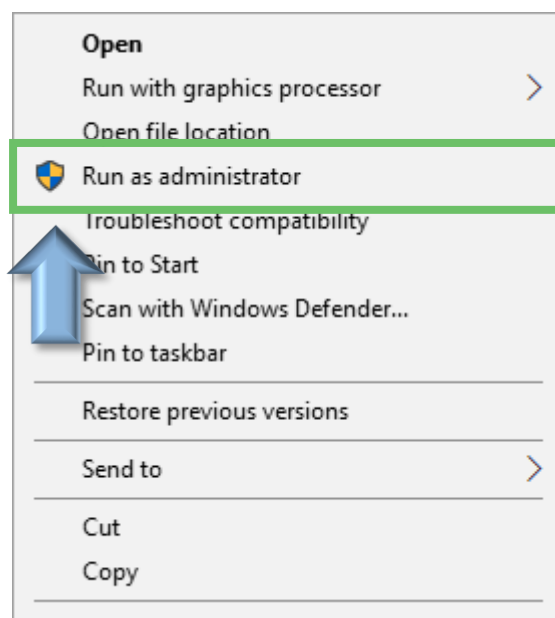 Open
Run with graphics processor
Open file location
Run as administrator
Troubleshoot compatibility
Pin to Start
Scan with Windows Defender...
Pin to taskbar
Restore previous versions
Send to
Cut
Copy